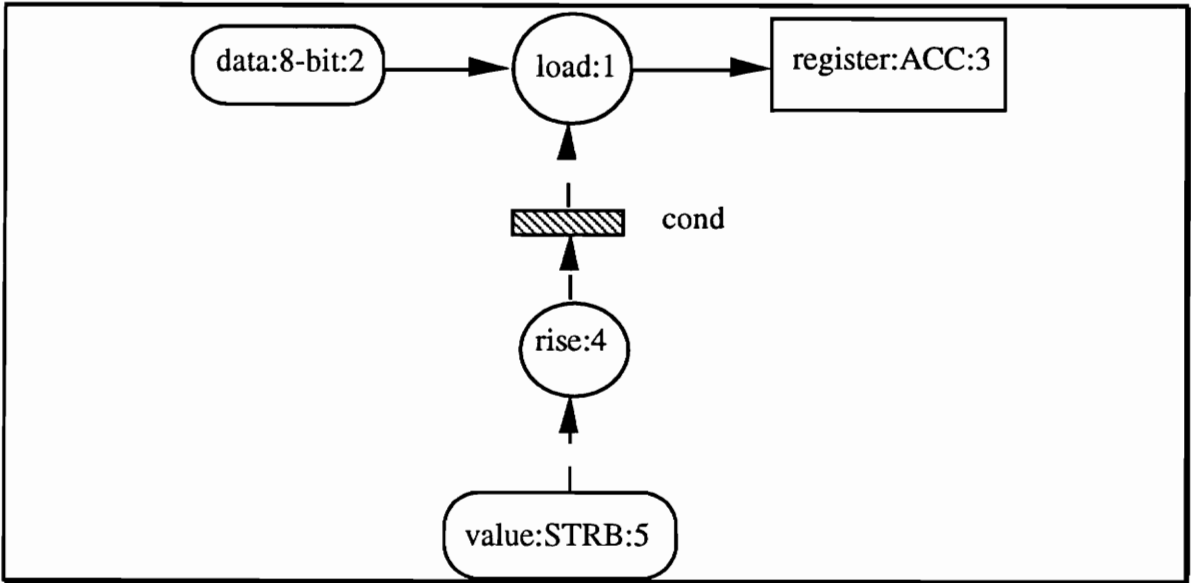 data:8-bit:2
load:1
register:ACC:3
cond
rise:4
value:STRB:5